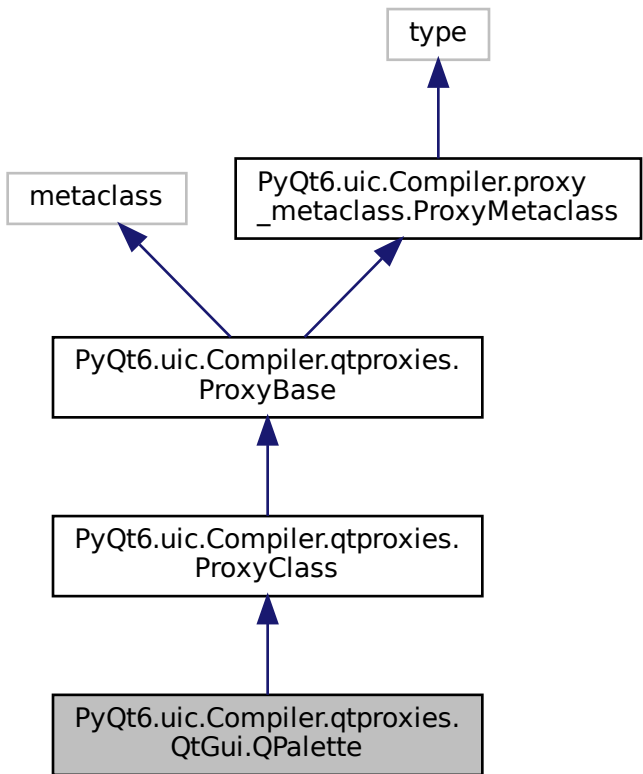 type
metaclass
PyQt6.uic.Compiler.proxy
_metaclass.ProxyMetaclass
PyQt6.uic.Compiler.qtproxies.
ProxyBase
PyQt6.uic.Compiler.qtproxies.
ProxyClass
PyQt6.uic.Compiler.qtproxies.
QtGui.QPalette